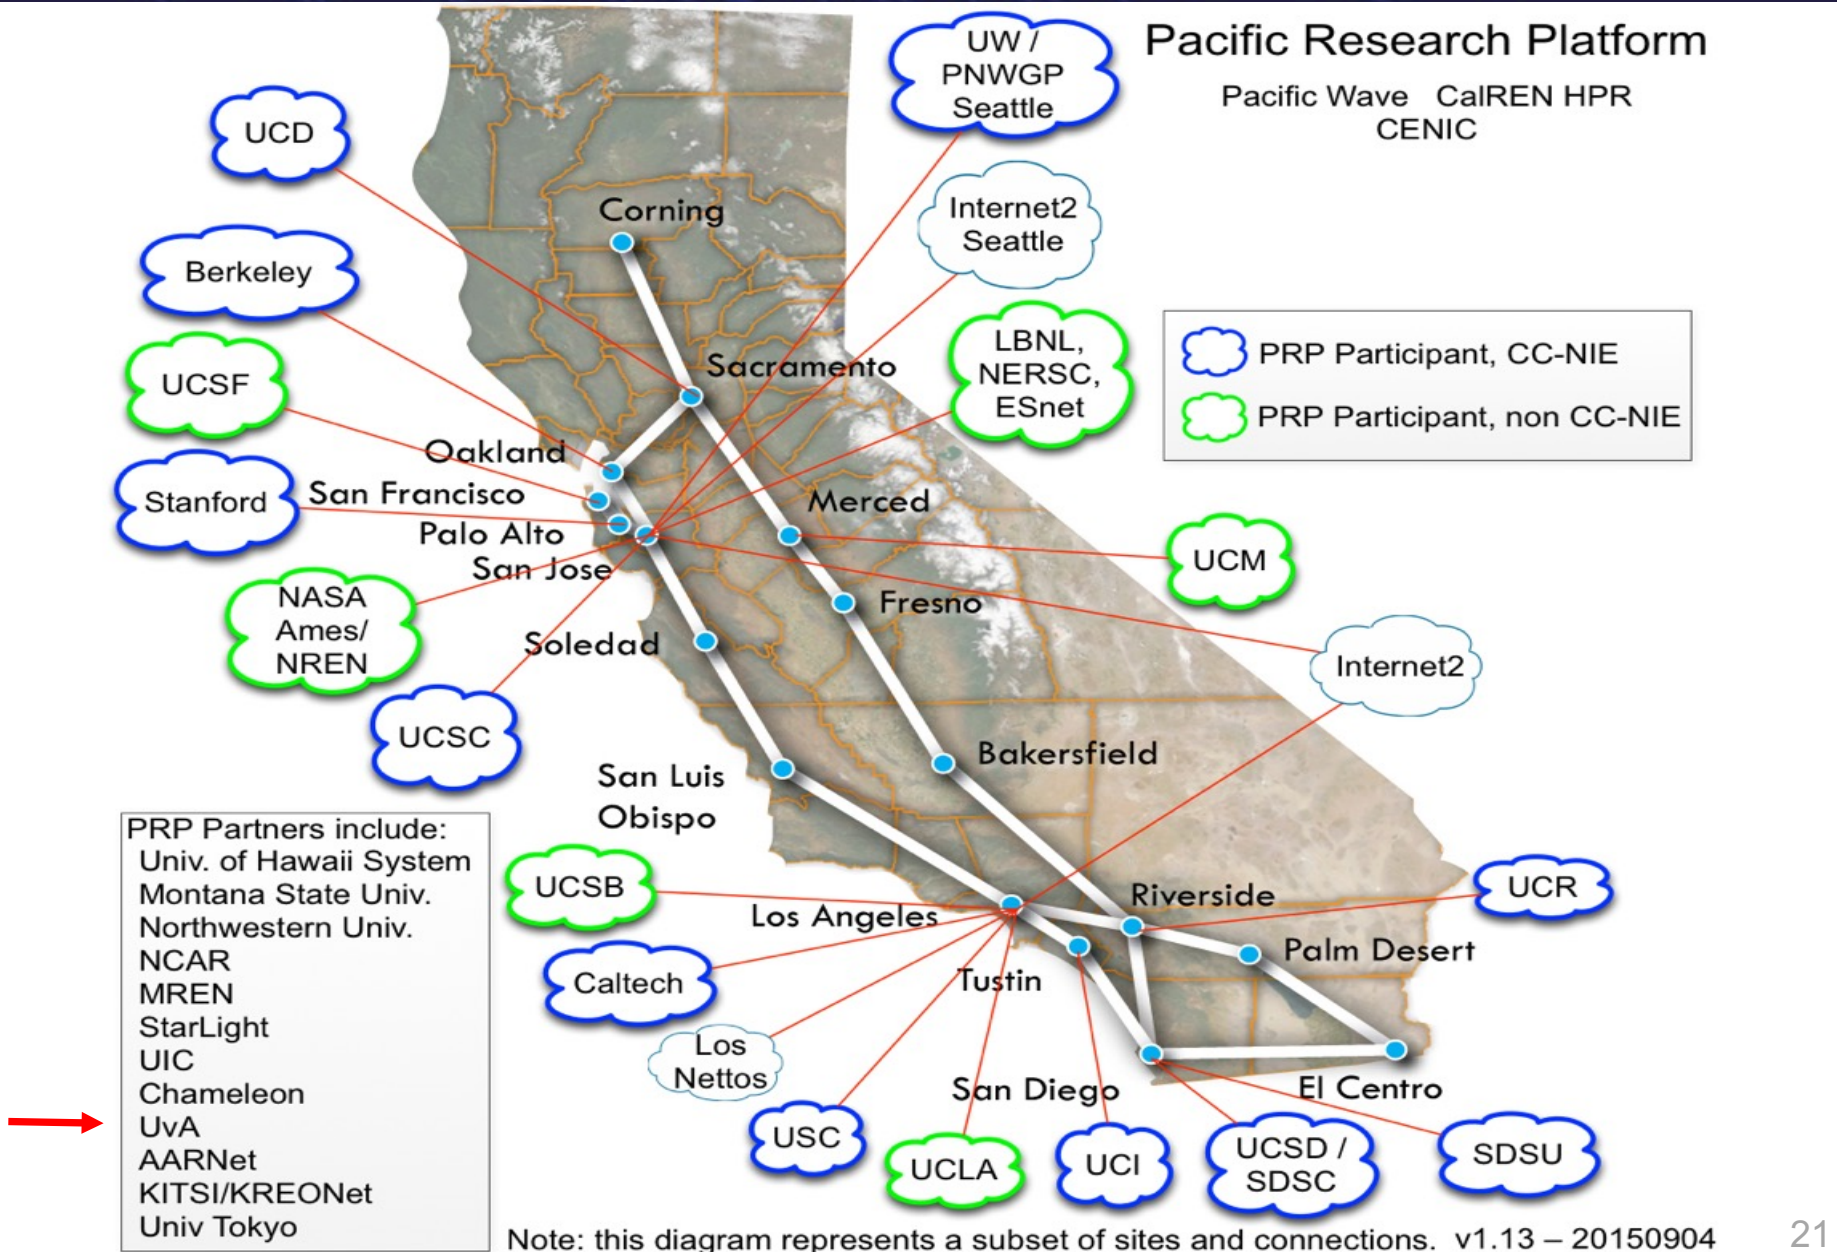 Pacific Research Platform
Pacific Wave CalREN HPR
CENIC
UW /
PNWGP
Seattle
UCD
Internet2
Seattle
Corning
Berkeley
LBNL,
NERSC,
ESnet
PRP Participant, CC-NIE
PRP Participant, non CC-NIE
UCSF
Sacramento
Oakland
Stanford
San Francisco
Merced
Palo Alto
San Jose
UCM
NASA
Ames/
NREN
Fresno
Soledad
Internet2
UCSC
Bakersfield
San Luis
Obispo
PRP Partners include:
Univ. of Hawaii System
Montana State Univ.
Northwestern Univ.
NCAR
MREN
StarLight
UIC
Chameleon
UvA
AARNet
KITSI/KREONet
Univ Tokyo
UCSB
Los Angeles
Riverside
UCR
Caltech
Tustin
Palm Desert
Los
Nettos
San Diego
El Centro
USC
UCLA
UCI
UCSD /
SDSC
SDSU
Note: this diagram represents a subset of sites and connections. v1.13 – 20150904
21